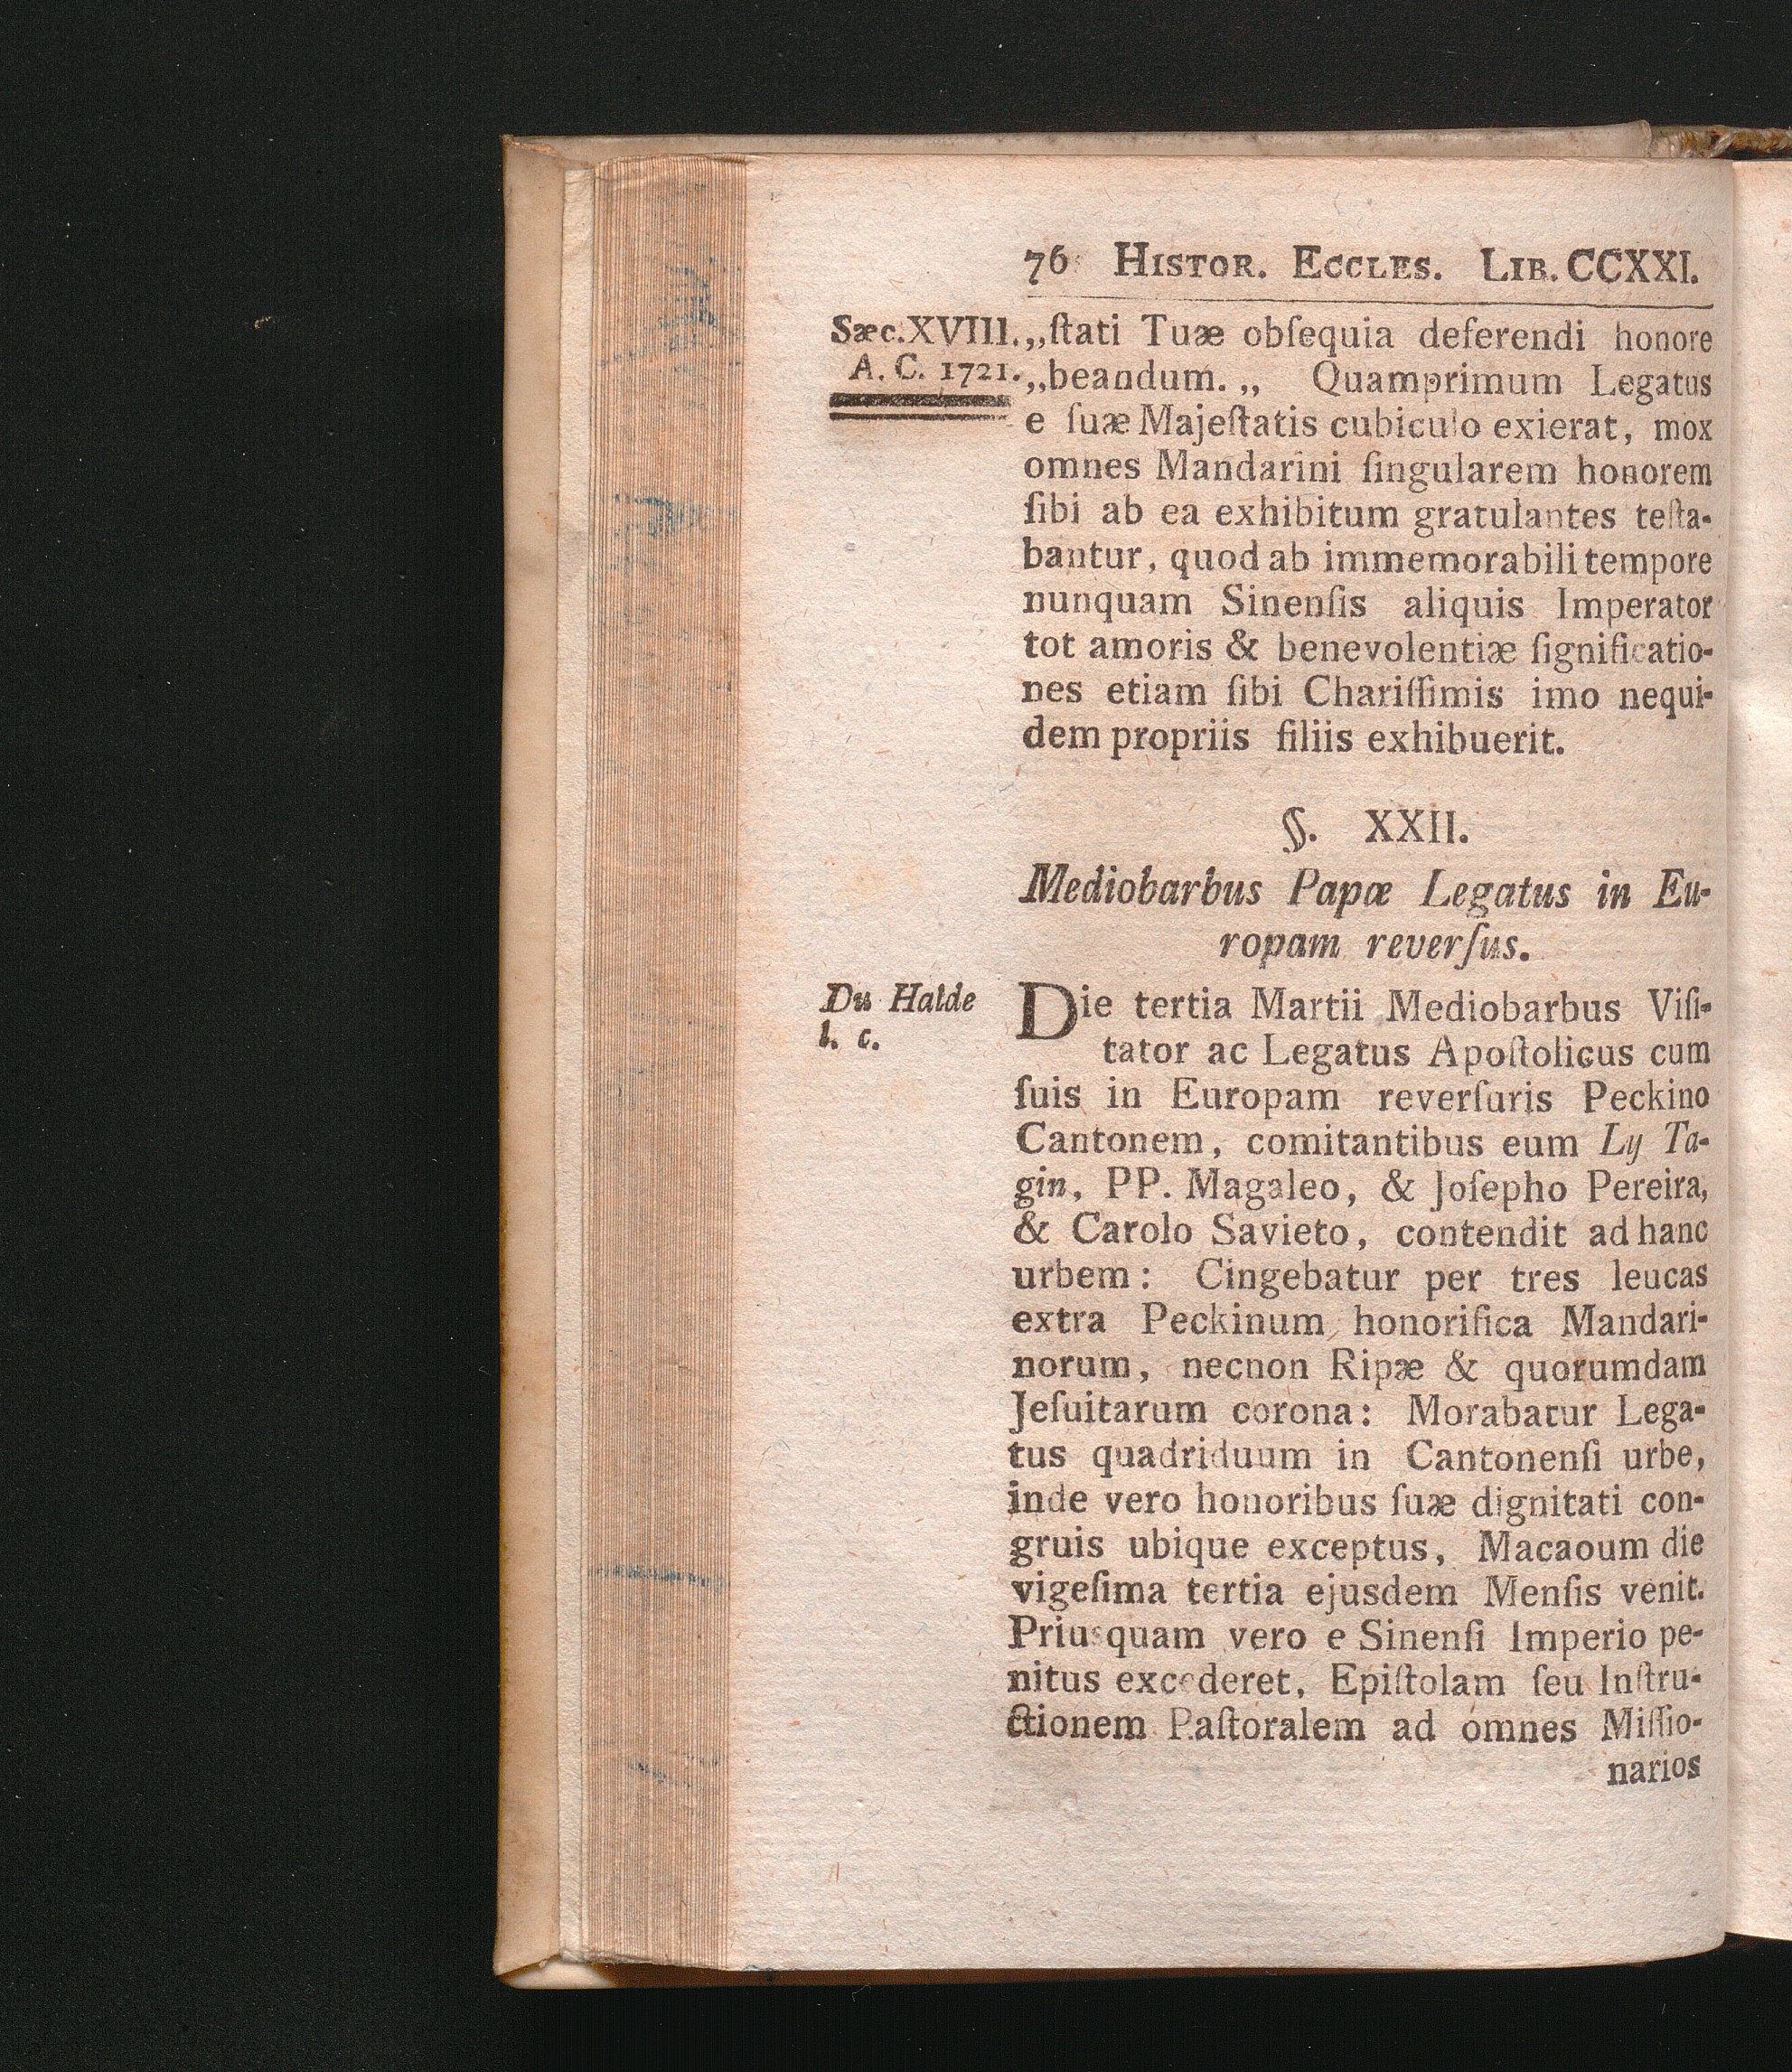 76 HISTOR. ECCLES. LIB. CCXXI.
Sæc. XVIII.
A. C. 1721.
„ſtati Tuæ obſequia deferendi honore
„beandum. „ Quamprimum Legatus
e ſuæ Majeſtatis cubiculo exierat, mox
omnes Mandarini ſingularem honorem
ſibi ab ea exhibitum gratulantes teſta-
bantur, quod ab immemorabili tempore
nunquam Sinenſis aliquis Imperator
tot amoris & benevolentiæ ſignificatio-
nes etiam ſibi Chariſſimis imo nequi-
dem propriis filiis exhibuerit.
§. XXII.
Mediobarbus Papæ Legatus in Eu-
ropam reverſus.
Du Halde
l. c.
Die tertia Martii Mediobarbus Viſi-
tator ac Legatus Apoſtolicus cum
ſuis in Europam reverſuris Peckino
Cantonem, comitantibus eum Ly Ta-
gin, PP. Magaleo, & Joſepho Pereira,
& Carolo Savieto, contendit ad hanc
urbem: Cingebatur per tres leucas
extra Peckinum honorifica Mandari-
norum, necnon Ripæ & quorumdam
Jeſuitarum corona: Morabatur Lega-
tus quadriduum in Cantonenſi urbe,
inde vero honoribus ſuæ dignitati con-
gruis ubique exceptus, Macaoum die
vigeſima tertia ejusdem Menſis venit.
Priusquam vero e Sinenſi Imperio pe-
nitus excederet, Epiſtolam ſeu Inſtru-
ctionem Paſtoralem ad omnes Miſſio-
narios